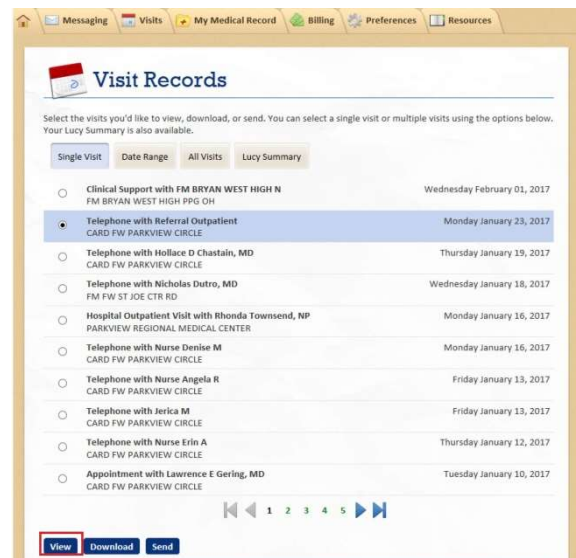 Messaging Visits My Medical Record Billing Preferences Resources
Visit Records
Select the visits you'd like to view, download, or send. You can select a single visit or multiple visits using the options below.
Your Lucy Summary is also available.
Single Visit Date Range All Visits Lucy Summary
Clinical Support with FM BRYAN WEST HIGH N Wednesday February 01, 2017
FM BRYAN WEST HIGH PPG OH
Telephone with Referral Outpatient Monday January 23, 2017
CARD FW PARKVIEW CIRCLE
Telephone with Hollace D Chastain, MD Thursday January 19, 2017
CARD FW PARKVIEW CIRCLE
Telephone with Nicholas Dutro, MD Wednesday January 18, 2017
FM FW ST JOE CTR RD
Hospital Outpatient Visit with Rhonda Townsend, NP Monday January 16, 2017
PARKVIEW REGIONAL MEDICAL CENTER
Telephone with Nurse Denise M Monday January 16, 2017
CARD FW PARKVIEW CIRCLE
Telephone with Nurse Angela R Friday January 13, 2017
CARD FW PARKVIEW CIRCLE
Telephone with Jerica M Friday January 13, 2017
CARD FW PARKVIEW CIRCLE
Telephone with Nurse Erin A Thursday January 12, 2017
CARD FW PARKVIEW CIRCLE
Appointment with Lawrence E Gering, MD Tuesday January 10, 2017
CARD FW PARKVIEW CIRCLE
1 2 3 4 5
View Download Send